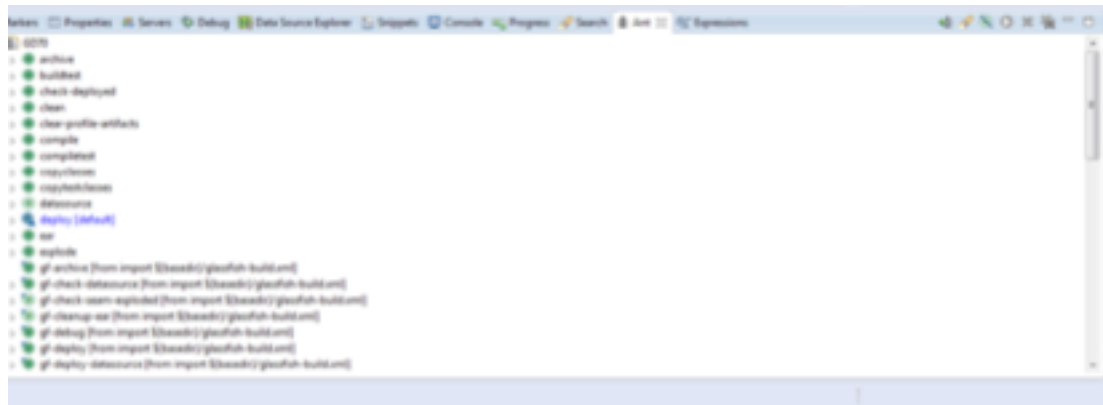 Markers Properties Servers Debug Data Source Explorer Snippets Console Progress Search Ant Expressions
archive
buildtest
check-deployed
clean
clear-profile-artifacts
compile
compiletest
copyclasses
copytestclasses
datasource
deploy [default]
ear
explode
gf-archive [from import ${basedir}/glassfish-build.xml]
gf-check-datasource [from import ${basedir}/glassfish-build.xml]
gf-check-seam-exploded [from import ${basedir}/glassfish-build.xml]
gf-cleanup-ear [from import ${basedir}/glassfish-build.xml]
gf-debug [from import ${basedir}/glassfish-build.xml]
gf-deploy [from import ${basedir}/glassfish-build.xml]
gf-deploy-datasource [from import ${basedir}/glassfish-build.xml]